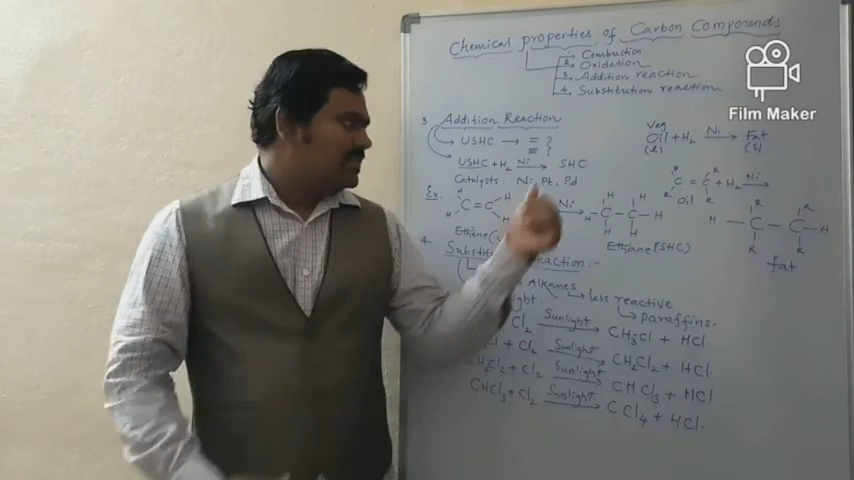 Chemical properties of Carbon Compounds
1. Combustion
2. Oxidation
3. Addition reaction
4. Substitution reaction
Film Maker
3. Addition Reaction
USHC → = }
≡ }
USHC + H2 Ni → SHC
Catalysts: Ni, Pt, Pd
Ex:
H H
C = C
H H
Ni →
H H
H - C - C - H
H H
Ethane (SHC)
Veg
Oil + H2 Ni → Fat
(l) (s)
R R
C = C + H2 Ni →
R R
Oil
R R
H - C - C - H
R R
fat
4.
Alkanes
→ less reactive
→ paraffins.
Cl2 Sunlight → CH3Cl + HCl
+ Cl2 Sunlight → CH2Cl2 + HCl.
+ Cl2 Sunlight → CHCl3 + HCl
CHCl3 + Cl2 Sunlight → CCl4 + HCl.